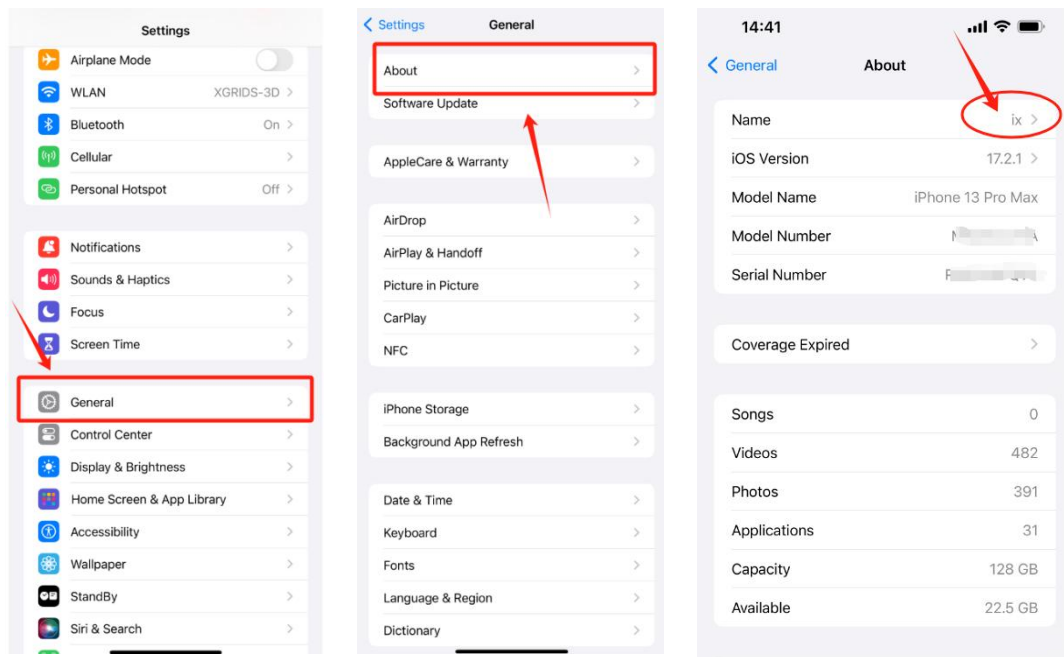 Settings
Airplane Mode
WLAN XGRIDS-3D
Bluetooth On
Cellular
Personal Hotspot Off
Notifications
Sounds & Haptics
Focus
Screen Time
General
Control Center
Display & Brightness
Home Screen & App Library
Accessibility
Wallpaper
StandBy
Siri & Search
Settings General
About
Software Update
AppleCare & Warranty
AirDrop
AirPlay & Handoff
Picture in Picture
CarPlay
NFC
iPhone Storage
Background App Refresh
Date & Time
Keyboard
Fonts
Language & Region
Dictionary
14:41
General About
Name ix
iOS Version 17.2.1
Model Name iPhone 13 Pro Max
Model Number
Serial Number
Coverage Expired
Songs 0
Videos 482
Photos 391
Applications 31
Capacity 128 GB
Available 22.5 GB